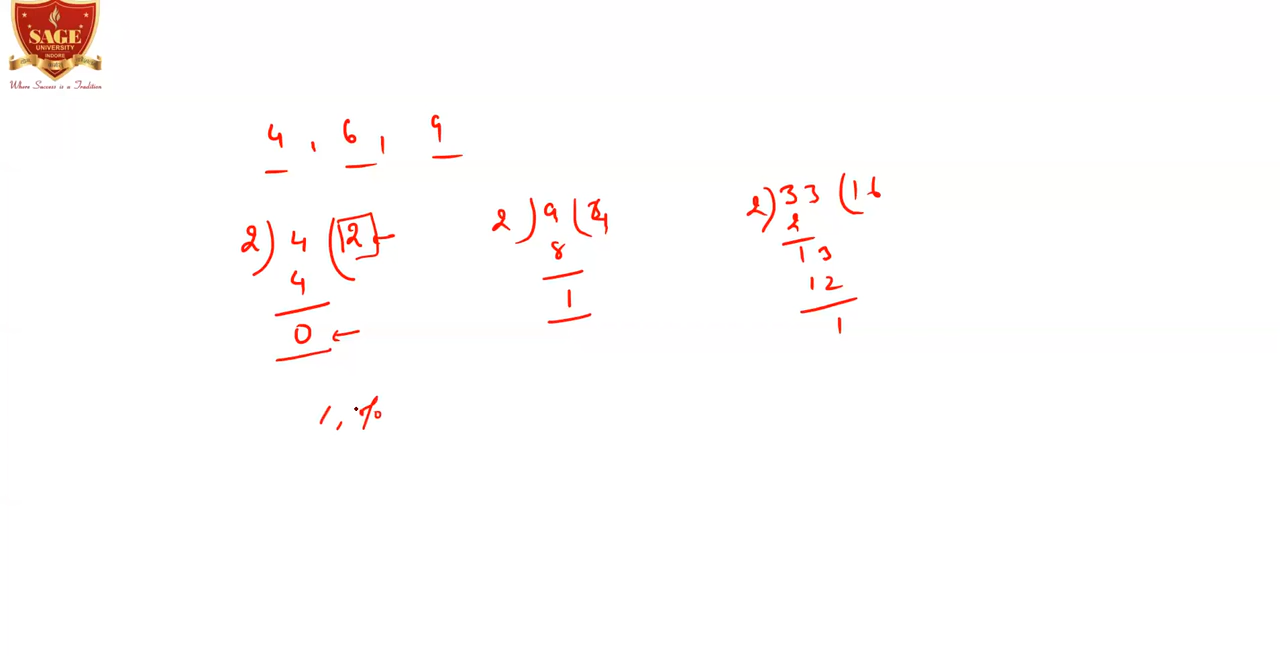 SAGE
UNIVERSITY
INDORE
Where Success is a Tradition
4 , 6 , 9
2 ) 4 ( 2
4
0 ←
2 ) 9 ( 4
8
1
2 ) 33 ( 16
2
13
12
1
/ , %